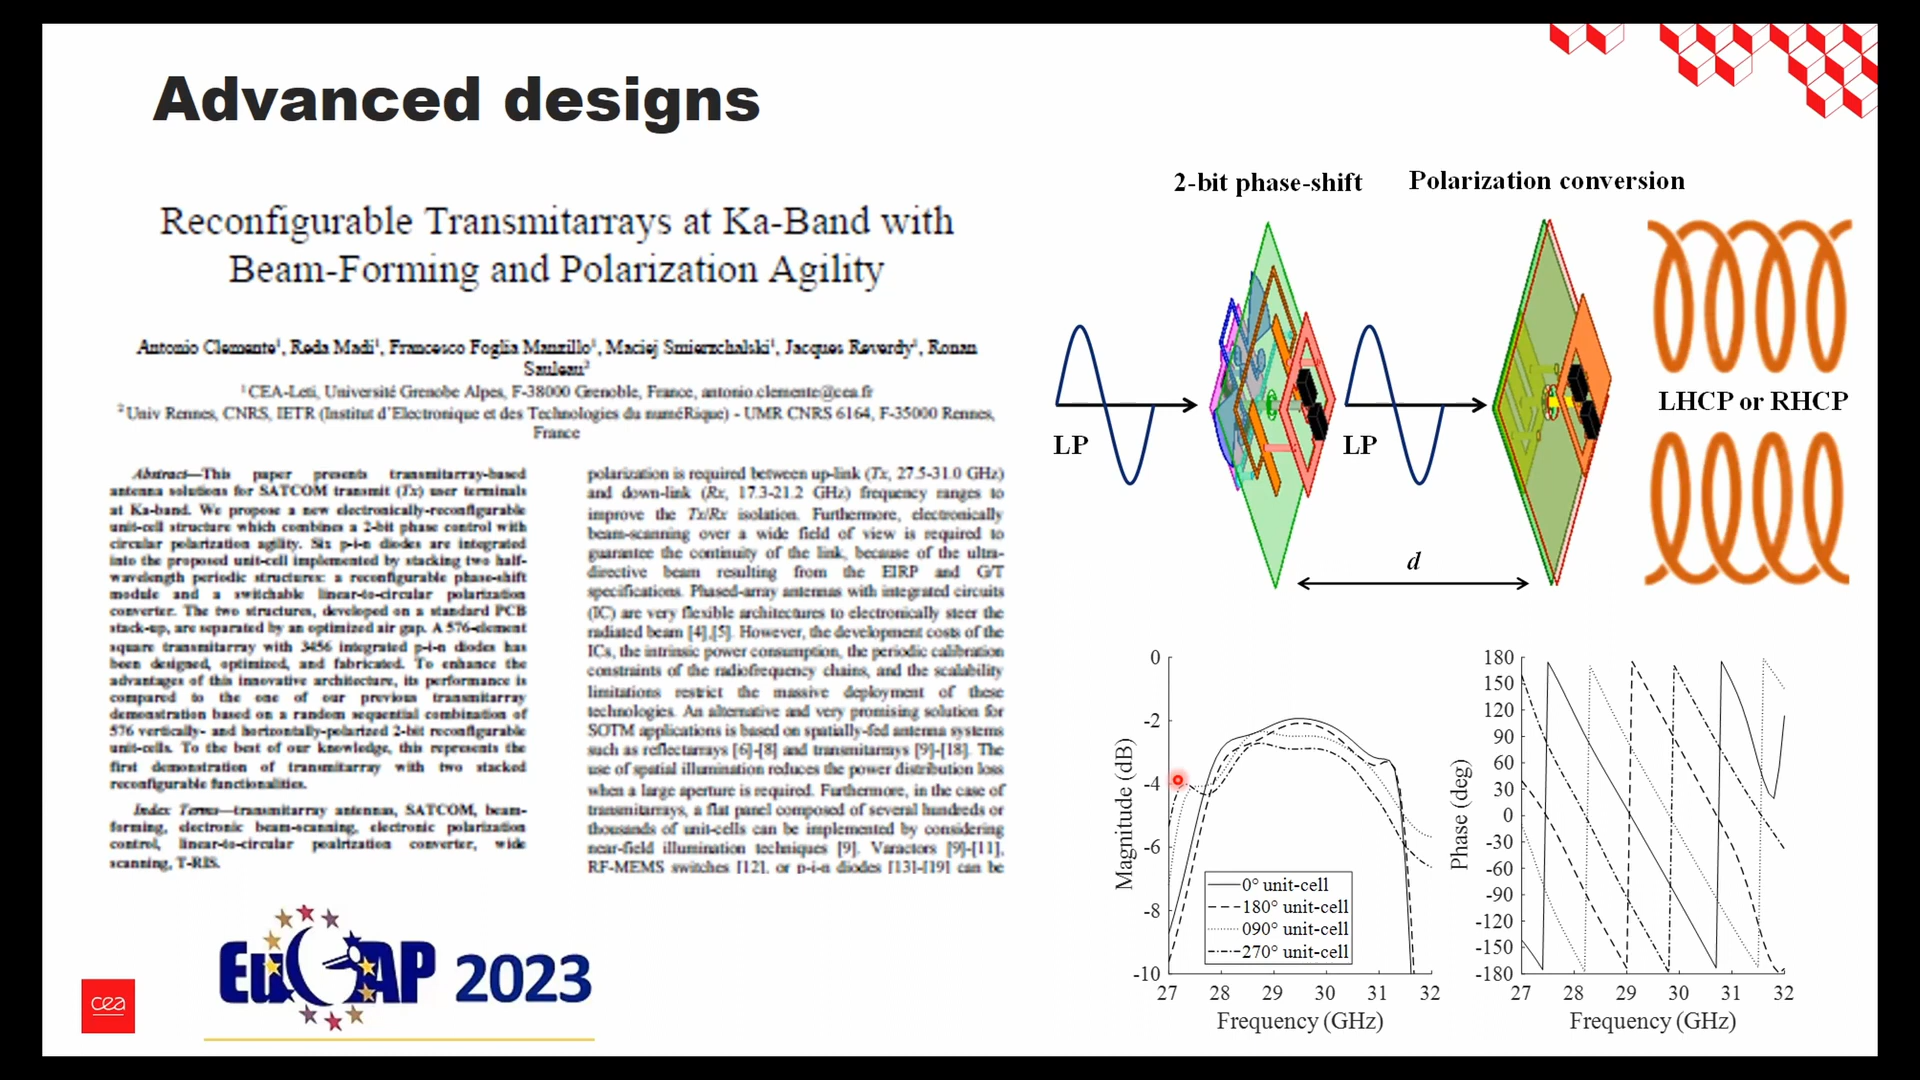 Advanced designs
Reconfigurable Transmitarrays at Ka-Band with
Beam-Forming and Polarization Agility
Antonio Clemente¹, Reda Madi¹, Francesco Foglia Manzillo¹, Maciej Smierzchalski¹, Jacques Reverdy¹, Ronan
Sauleau²
¹ CEA-Leti, Université Grenobe Alpes, F-38000 Grenoble, France, antonio.clemente@cea.fr
² Univ Rennes, CNRS, IETR (Institut d'Electronique et des Technologies du numéRique) - UMR CNRS 6164, F-35000 Rennes,
France
Abstract—This paper presents transmitarray-based
antenna solutions for SATCOM transmit (Tx) user terminals
at Ka-band. We propose a new electronically-reconfigurable
unit-cell structure which combines a 2-bit phase control with
circular polarization agility. Six p-i-n diodes are integrated
into the proposed unit-cell implemented by stacking two half-
wavelength periodic structures: a reconfigurable phase-shift
module and a switchable linear-to-circular polarization
converter. The two structures, developed on a standard PCB
stack-up, are separated by an optimized air gap. A 576-element
square transmitarray with 3456 integrated p-i-n diodes has
been designed, optimized, and fabricated. To enhance the
advantages of this innovative architecture, its performance is
compared to the one of our previous transmitarray
demonstration based on a random sequential combination of
576 vertically- and horizontally-polarized 2-bit reconfigurable
unit-cells. To the best of our knowledge, this represents the
first demonstration of transmitarray with two stacked
reconfigurable functionalities.
Index Terms—transmitarray antennas, SATCOM, beam-
forming, electronic beam-scanning, electronic polarization
control, linear-to-circular poalrization converter, wide
scanning, T-RIS.
polarization is required between up-link (Tx, 27.5-31.0 GHz)
and down-link (Rx, 17.3-21.2 GHz) frequency ranges to
improve the Tx/Rx isolation. Furthermore, electronically
beam-scanning over a wide field of view is required to
guarantee the continuity of the link, because of the ultra-
directive beam resulting from the EIRP and G/T
specifications. Phased-array antennas with integrated circuits
(IC) are very flexible architectures to electronically steer the
radiated beam [4],[5]. However, the development costs of the
ICs, the intrinsic power consumption, the periodic calibration
constraints of the radiofrequency chains, and the scalability
limitations restrict the massive deployment of these
technologies. An alternative and very promising solution for
SOTM applications is based on spatially-fed antenna systems
such as reflectarrays [6]-[8] and transmitarrays [9]-[18]. The
use of spatial illumination reduces the power distribution loss
when a large aperture is required. Furthermore, in the case of
transmitarrays, a flat panel composed of several hundreds or
thousands of unit-cells can be implemented by considering
near-field illumination techniques [9]. Varactors [9]-[11],
RF-MEMS switches [12], or p-i-n diodes [13]-[19] can be
cea
EuCAP 2023
2-bit phase-shift
Polarization conversion
LP
LP
LHCP or RHCP
d
0
-2
-4
-6
-8
-10
Magnitude (dB)
0° unit-cell
180° unit-cell
090° unit-cell
270° unit-cell
27 28 29 30 31 32
Frequency (GHz)
180
150
120
90
60
30
0
-30
-60
-90
-120
-150
-180
Phase (deg)
27 28 29 30 31 32
Frequency (GHz)